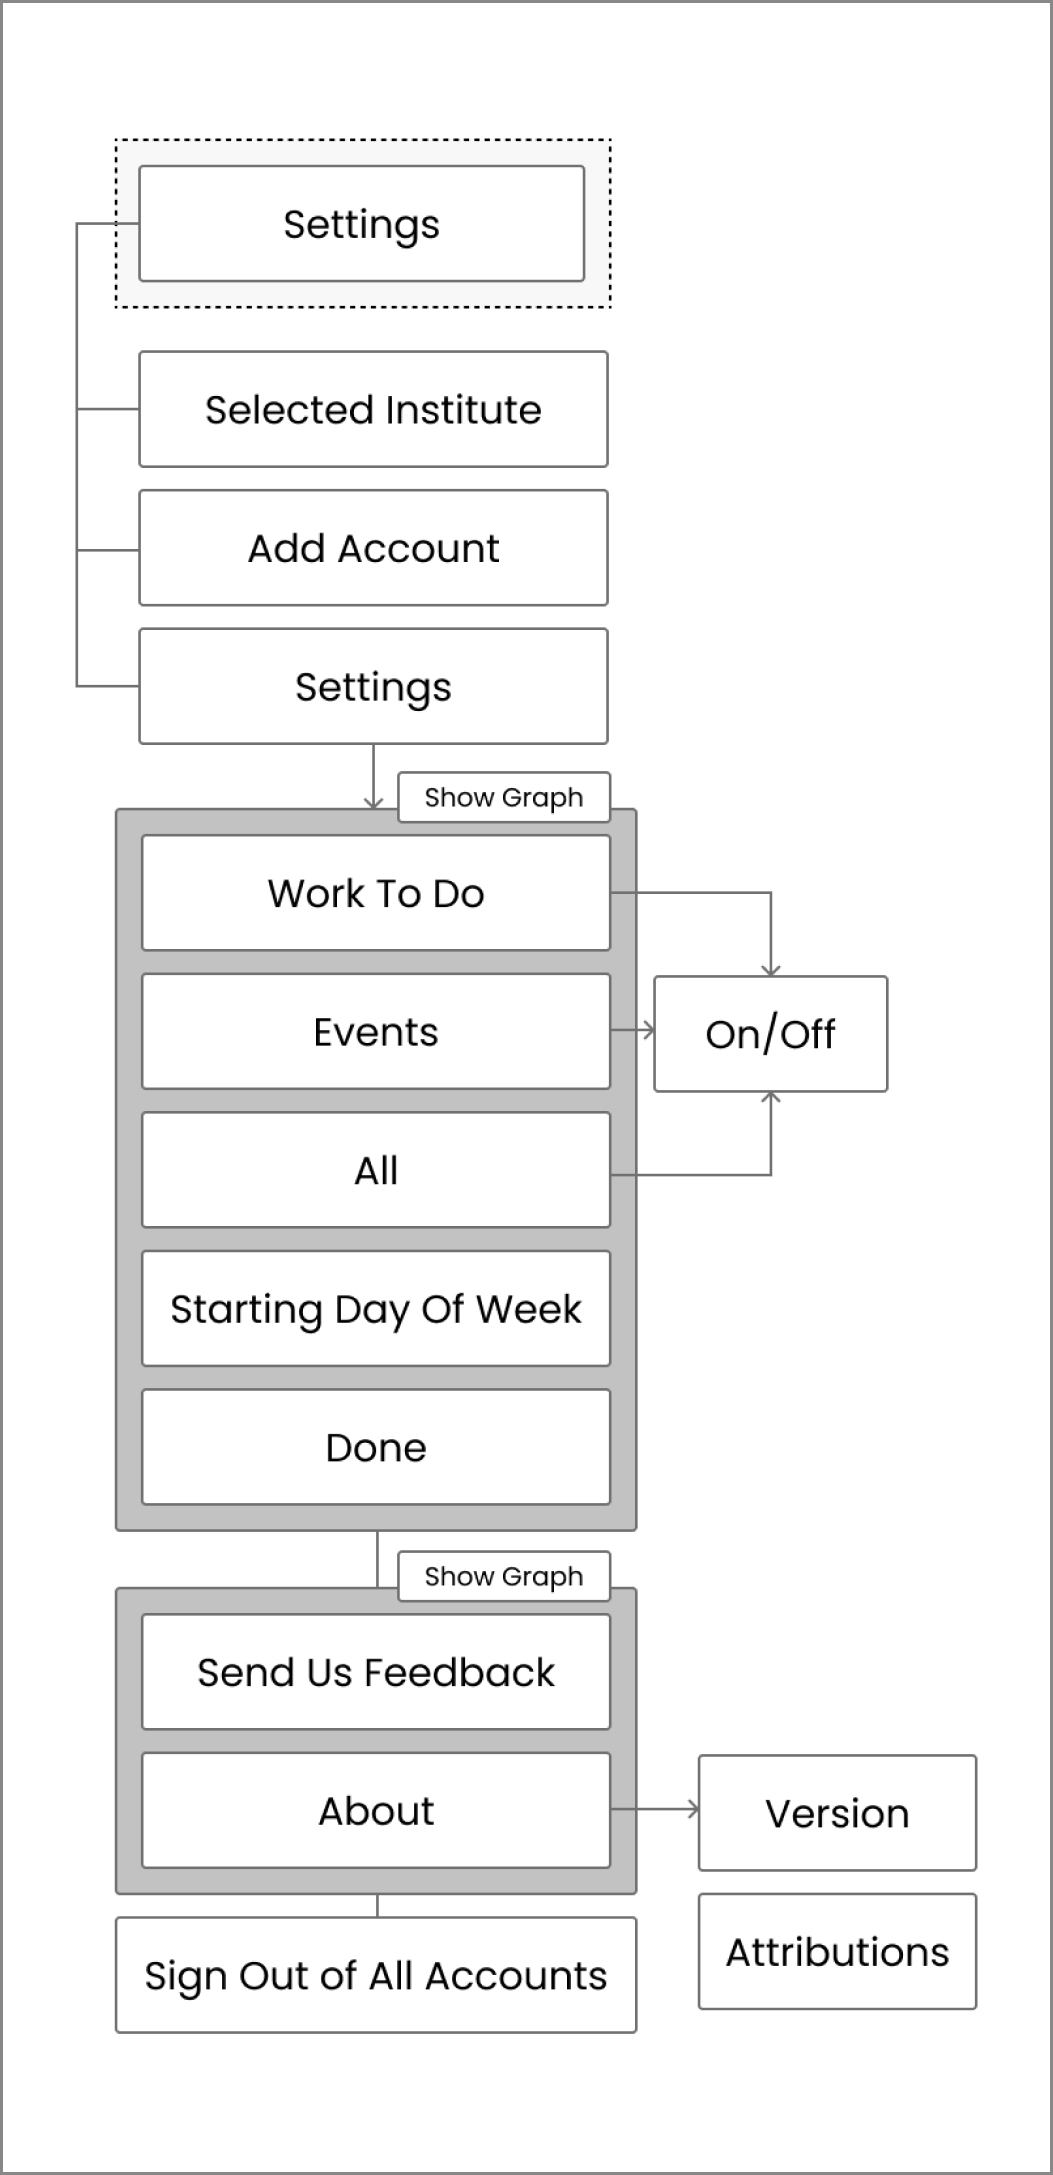 Settings
Selected Institute
Add Account
Settings
Show Graph
Work To Do
Events
On/Off
All
Starting Day Of Week
Done
Show Graph
Send Us Feedback
About
Version
Attributions
Sign Out of All Accounts